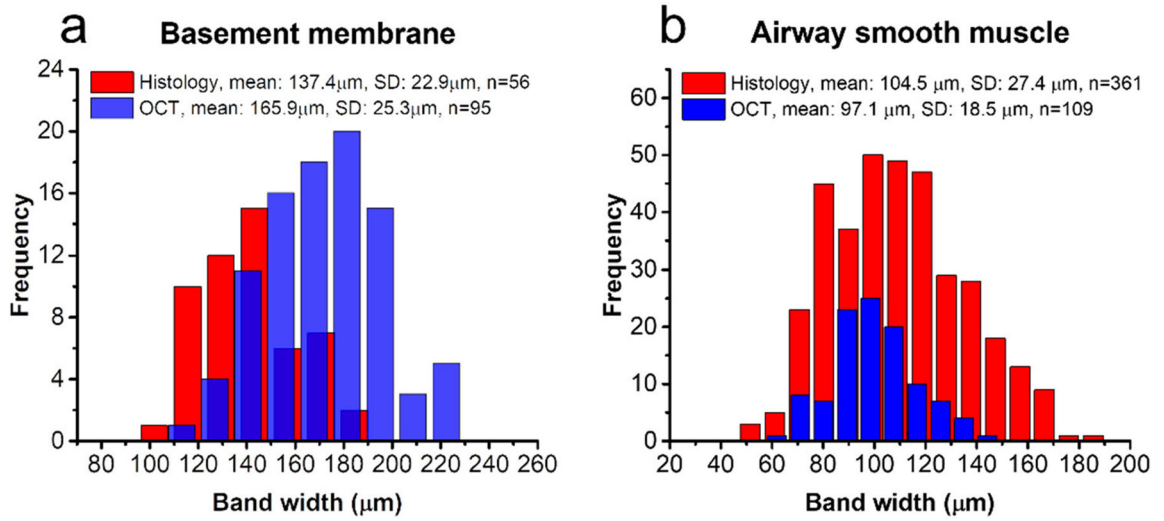 a Basement membrane
24
20
16
12
8
4
0
Frequency
Histology, mean: 137.4μm, SD: 22.9μm, n=56
OCT, mean: 165.9μm, SD: 25.3μm, n=95
80 100 120 140 160 180 200 220 240 260
Band width (μm)
b Airway smooth muscle
60
50
40
30
20
10
0
Frequency
Histology, mean: 104.5 μm, SD: 27.4 μm, n=361
OCT, mean: 97.1 μm, SD: 18.5 μm, n=109
40 60 80 100 120 140 160 180 200
Band width (μm)